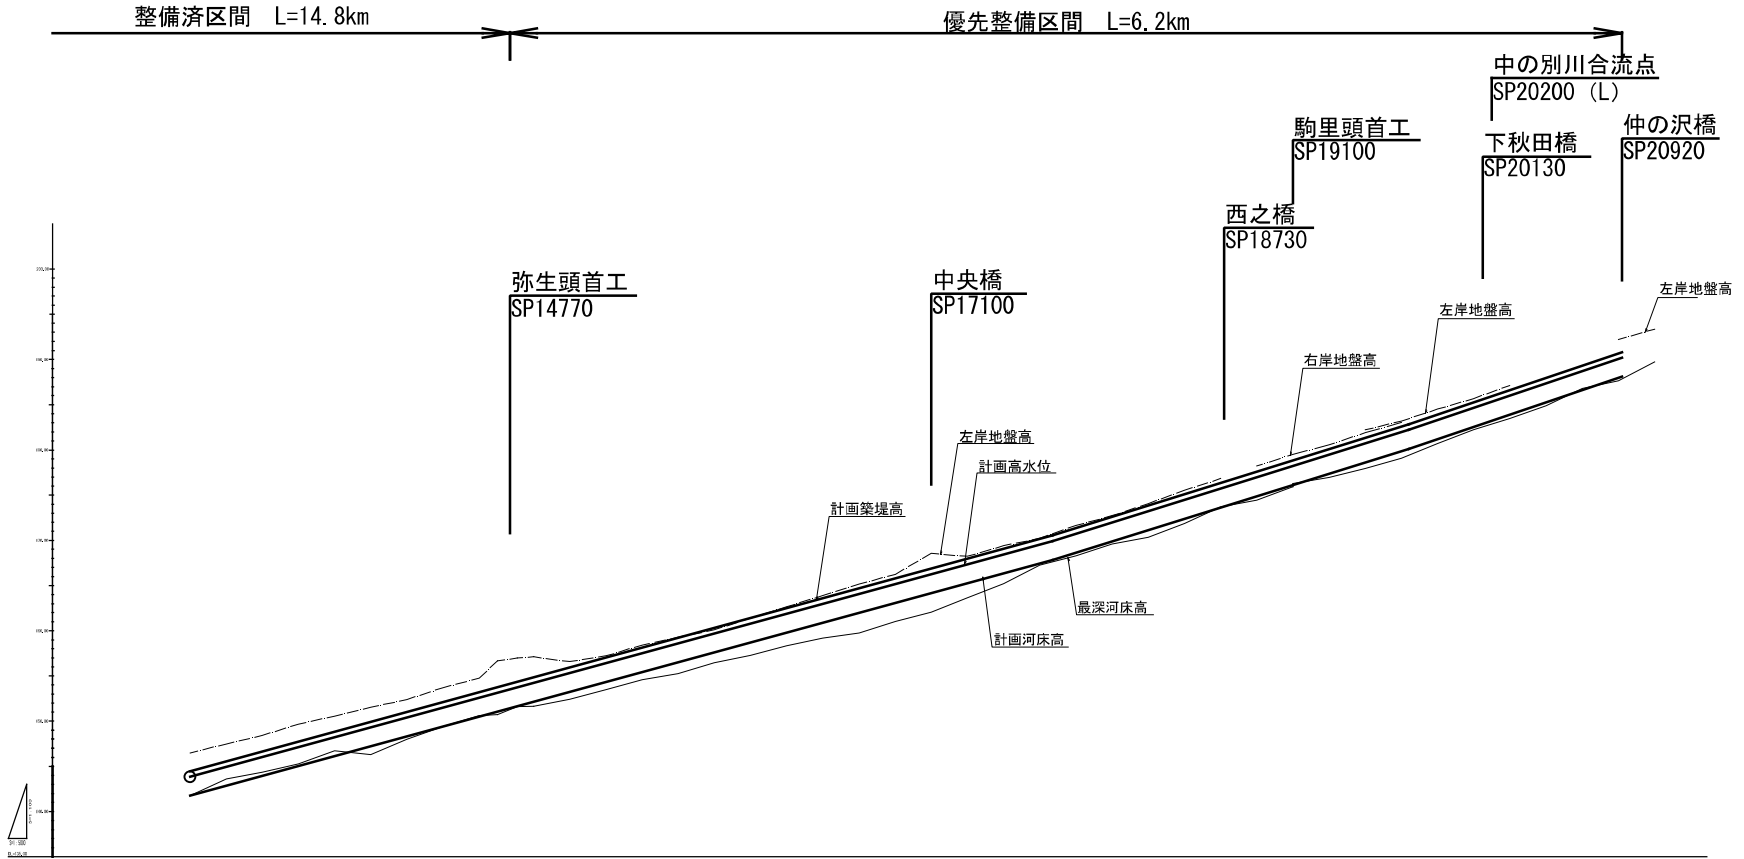 整備済区間 L=14.8km
優先整備区間 L=6.2km
中の別川合流点
SP20200 (L)
駒里頭首工
SP19100
下秋田橋
SP20130
仲の沢橋
SP20920
西之橋
SP18730
弥生頭首工
SP14770
中央橋
SP17100
左岸地盤高
左岸地盤高
右岸地盤高
左岸地盤高
計画高水位
計画築堤高
最深河床高
計画河床高